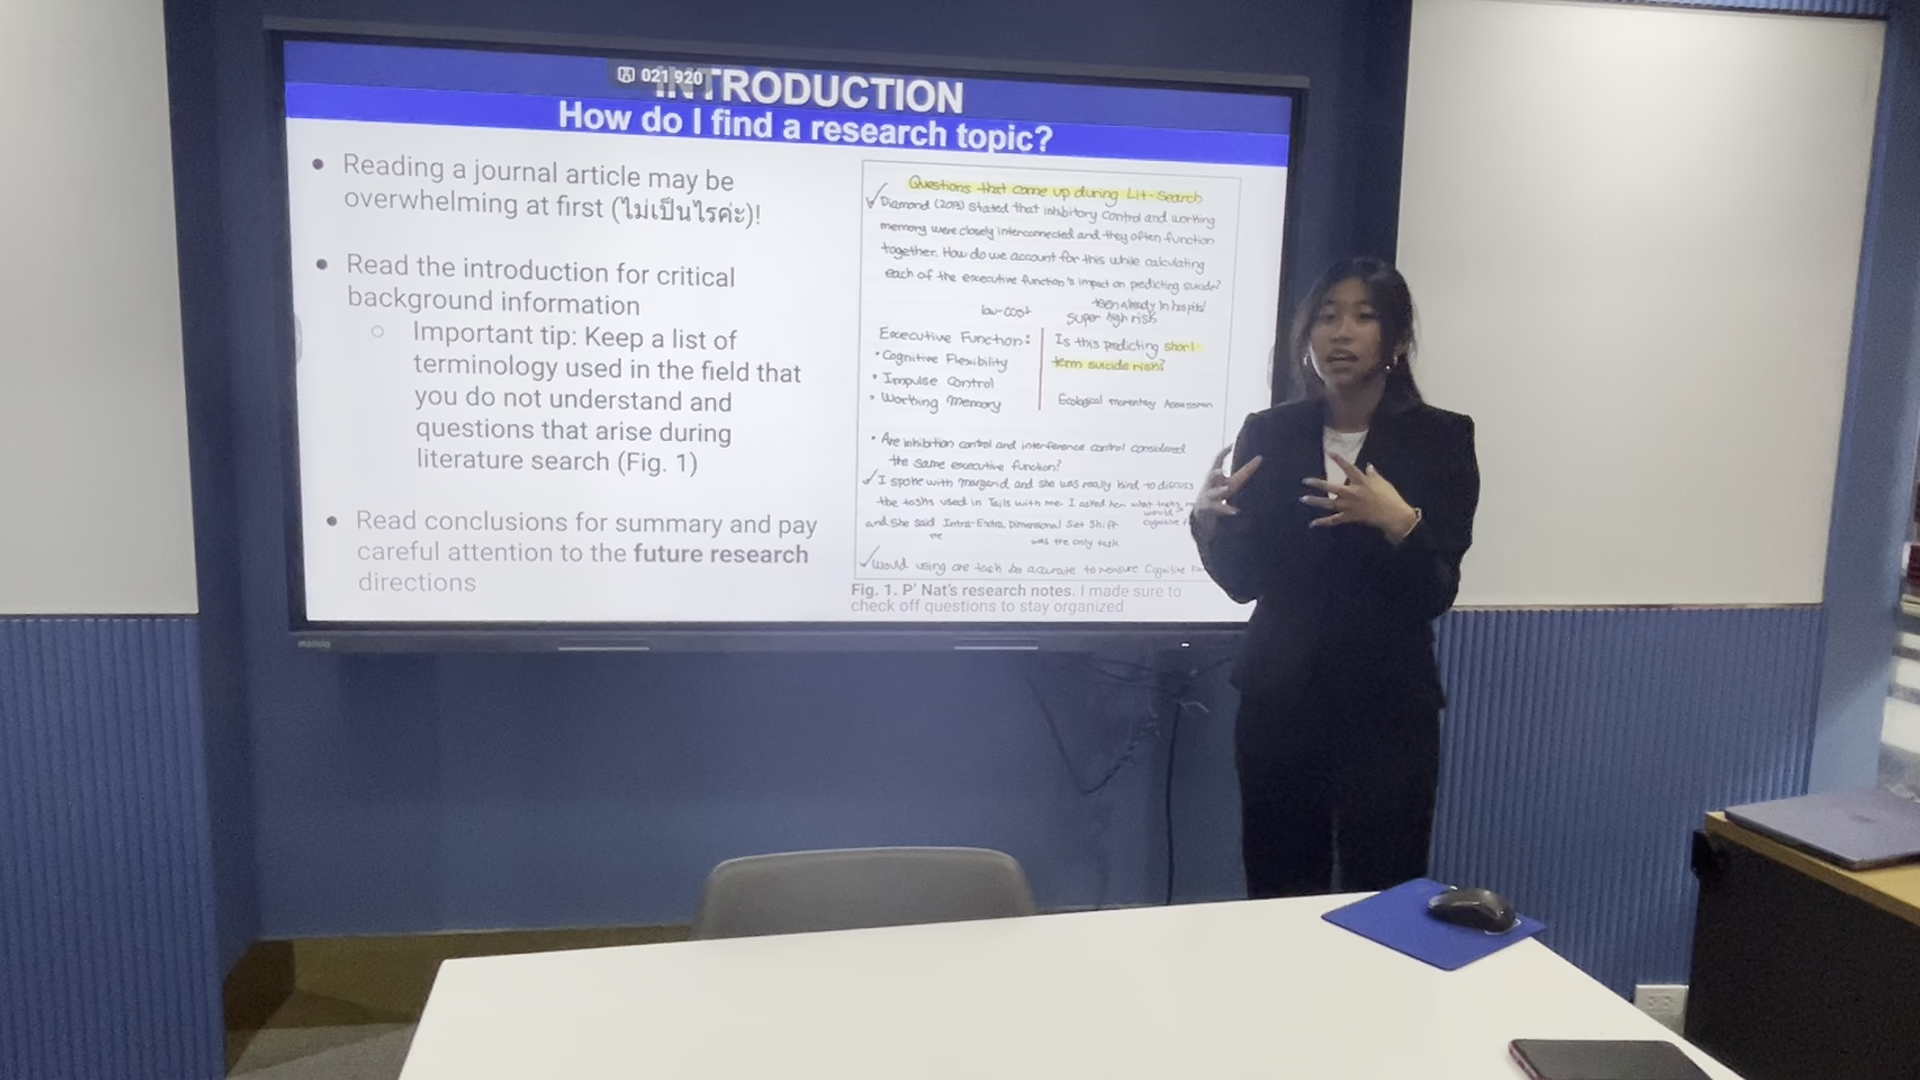 021 920
INTRODUCTION
How do I find a research topic?
● Reading a journal article may be
overwhelming at first (ไม่เป็นไรค่ะ)!
● Read the introduction for critical
background information
○ Important tip: Keep a list of
terminology used in the field that
you do not understand and
questions that arise during
literature search (Fig. 1)
● Read conclusions for summary and pay
careful attention to the future research
directions
Questions that come up during Lit-Search
✓ Diamond (2013) stated that inhibitory control and working
memory were closely interconnected and they often function
together. How do we account for this while calculating
each of the executive function's impact on predicting suicide?
low-cost
teen already in hospital
super high risk
Executive Function:
• Cognitive Flexibility
• Impulse Control
• Working Memory
Is this predicting short
term suicide risk?
Ecological momentary Assessmen
• Are inhibition control and interference control considered
the same executive function?
✓ I spoke with margarid and she was really kind to discuss
the tasks used in Tails with me. I asked her what tasks
would
and she said Intra-Extra Dimensional Set Shift
cognitive
me
was the only task.
✓ Would using one task be accurate to measure Cognitive
Fig. 1. P' Nat's research notes. I made sure to
check off questions to stay organized